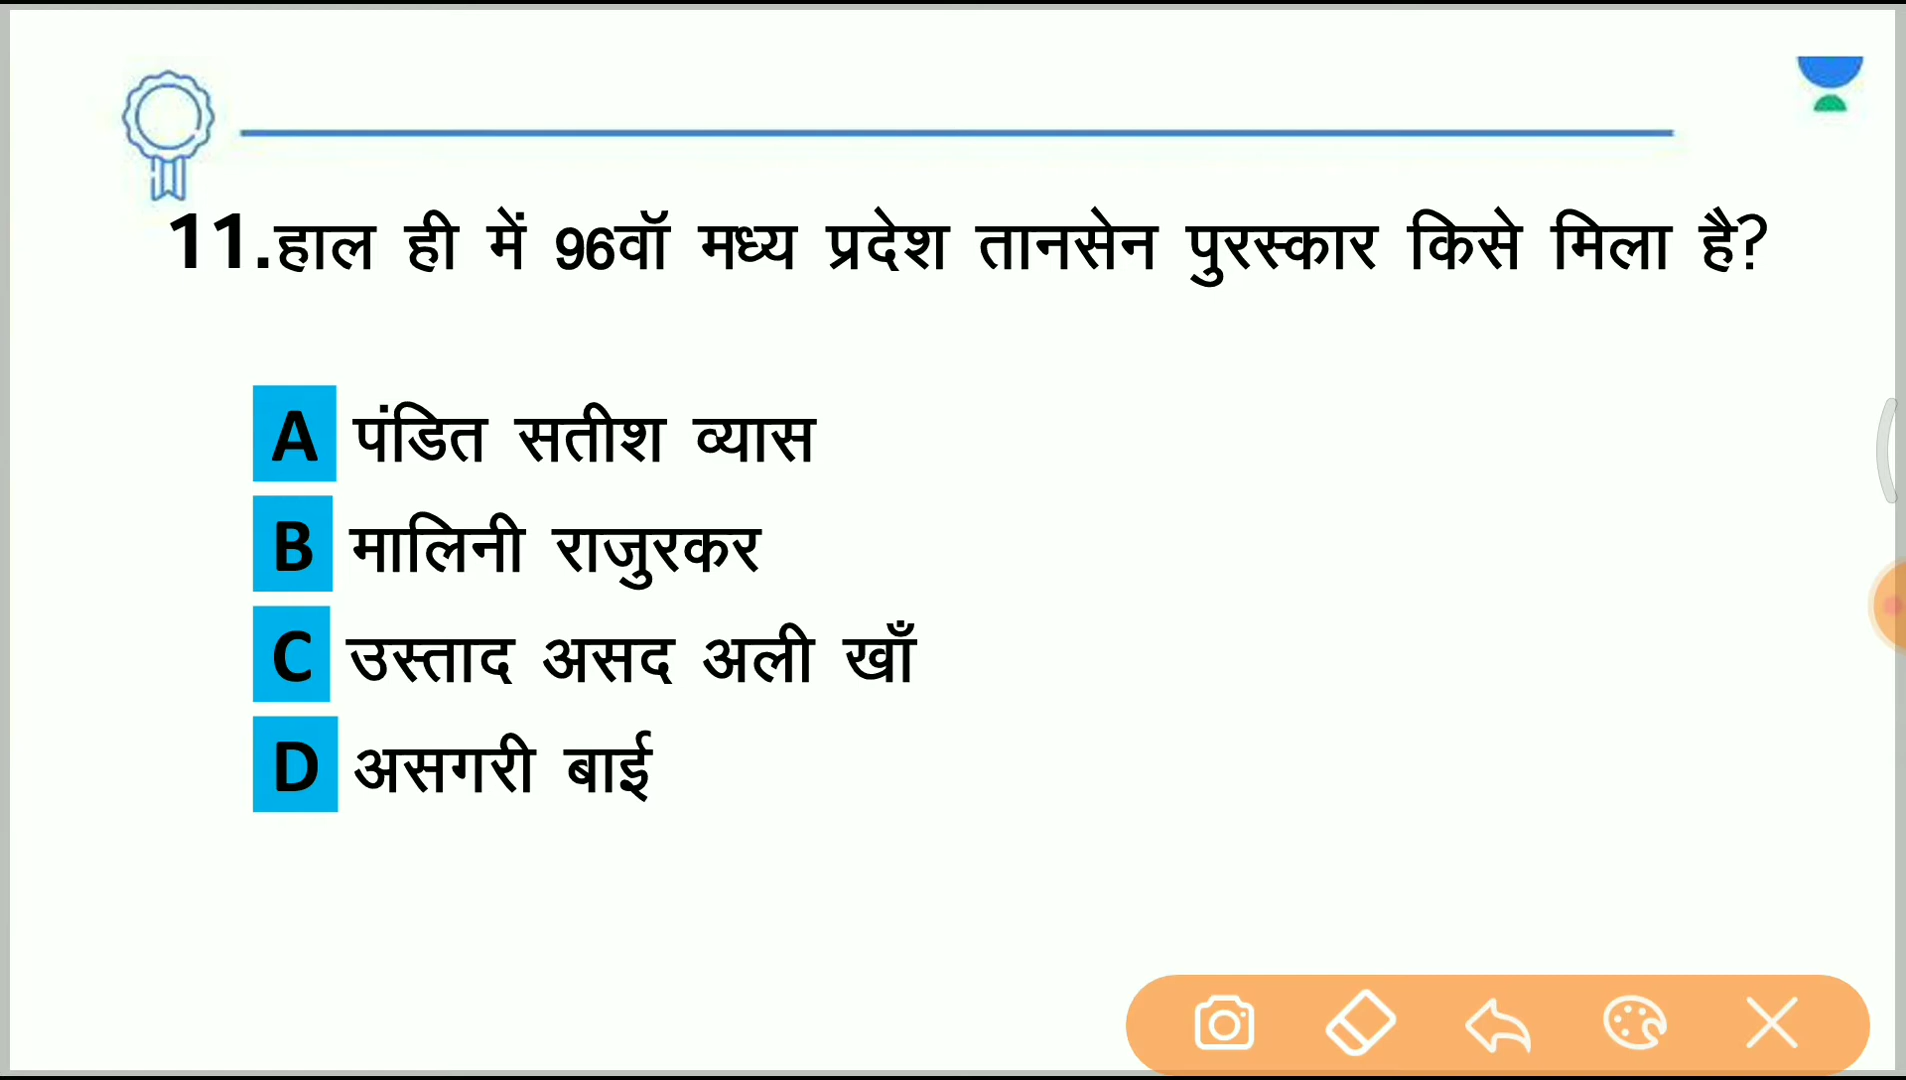 11.हाल ही में 96वॉ मध्य प्रदेश तानसेन पुरस्कार किसे मिला है?
A पंडित सतीश व्यास
B मालिनी राजुरकर
C उस्ताद असद अली खाँ
D असगरी बाई